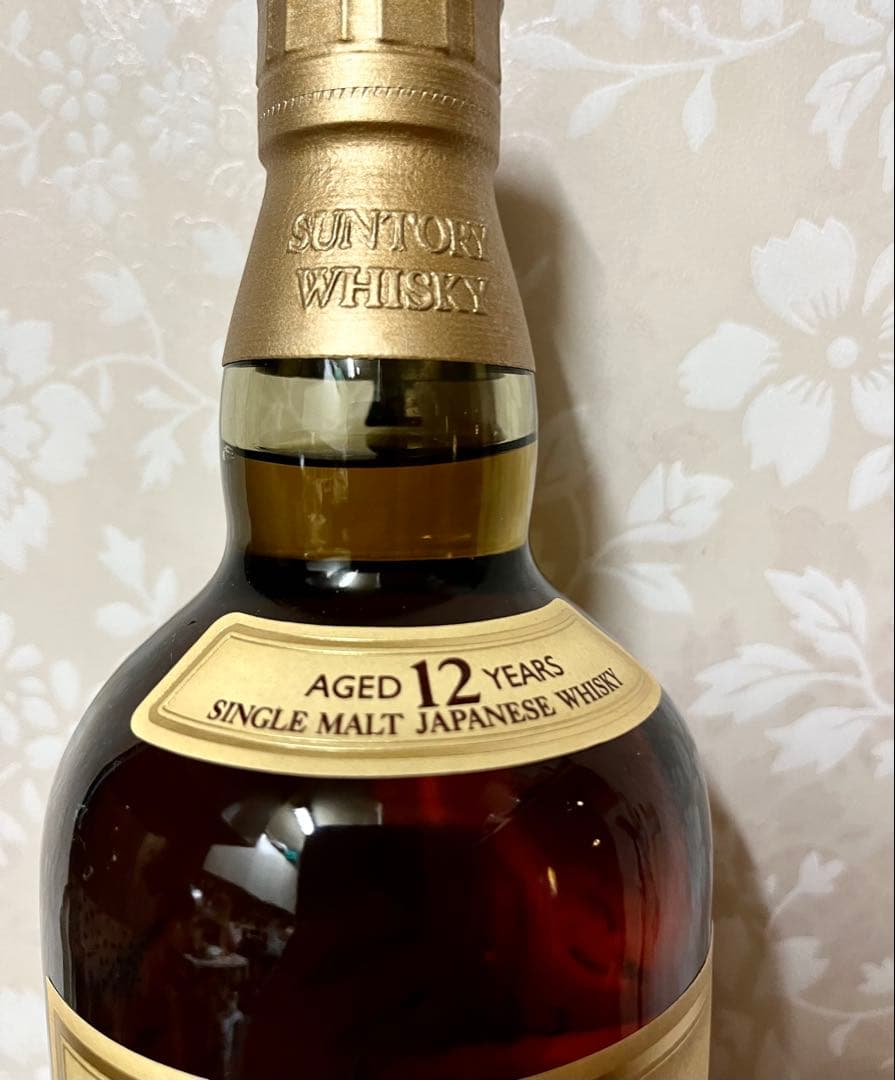 SUNTORY
WHISKY
AGED 12 YEARS
SINGLE MALT JAPANESE WHISKY